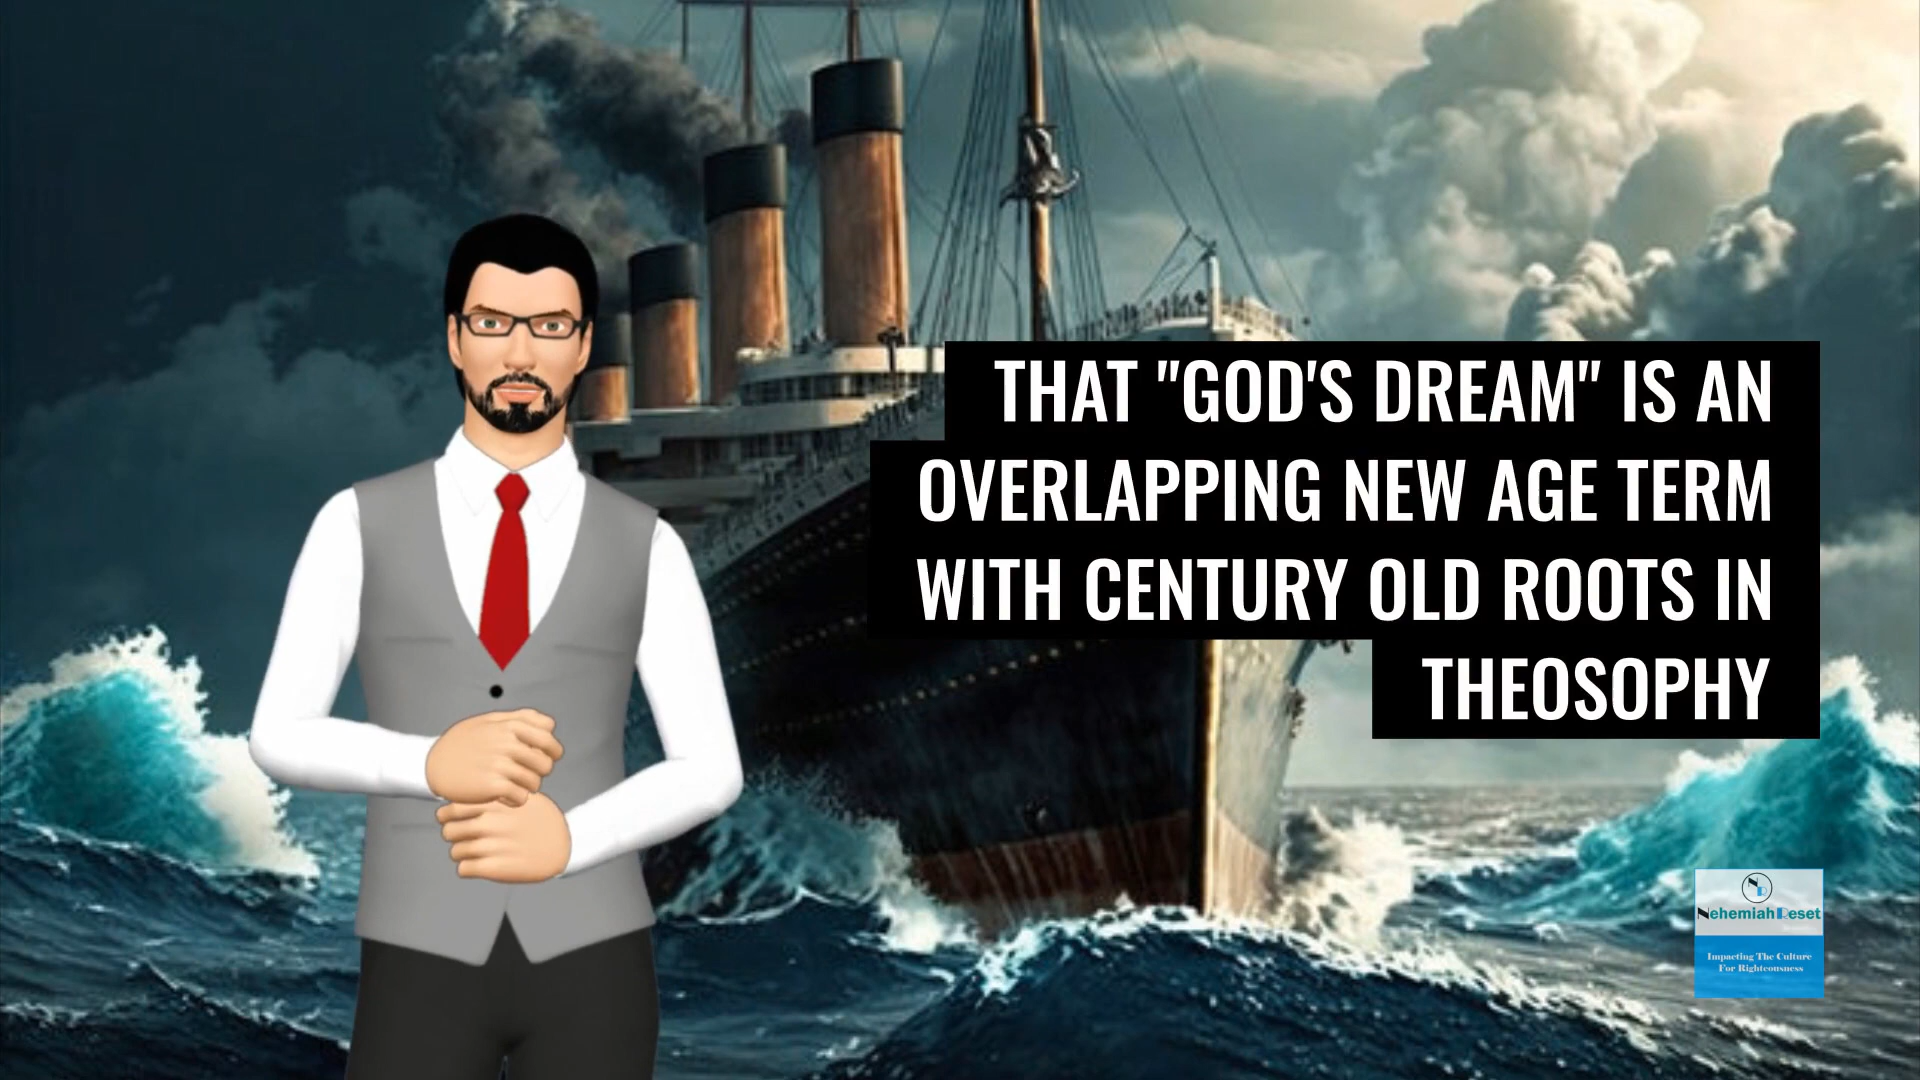 THAT "GOD'S DREAM" IS AN
OVERLAPPING NEW AGE TERM
WITH CENTURY OLD ROOTS IN
THEOSOPHY
NehemiahReset
Impacting The Culture
For Righteousness